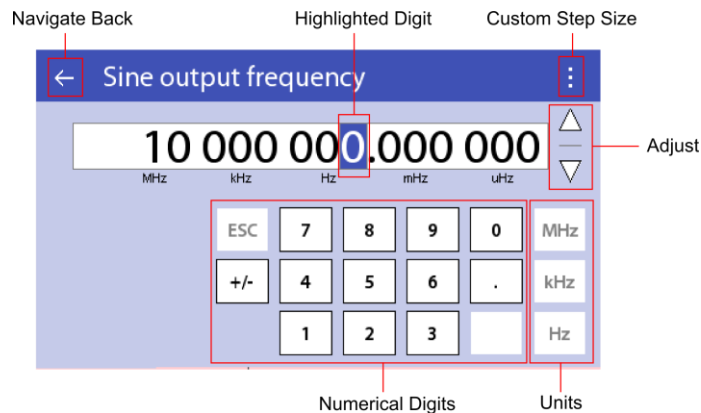 Navigate Back Highlighted Digit Custom Step Size
← Sine output frequency
10 000 000.000 000
MHz kHz Hz mHz uHz
Adjust
ESC 7 8 9 0 MHz
+/- 4 5 6 . kHz
1 2 3 Hz
Numerical Digits Units